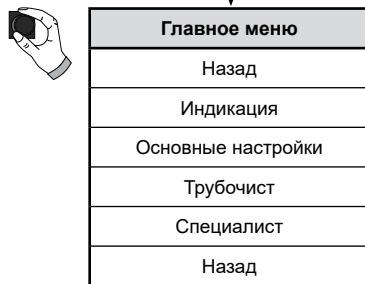 Главное меню
Назад
Индикация
Основные настройки
Трубочист
Специалист
Назад